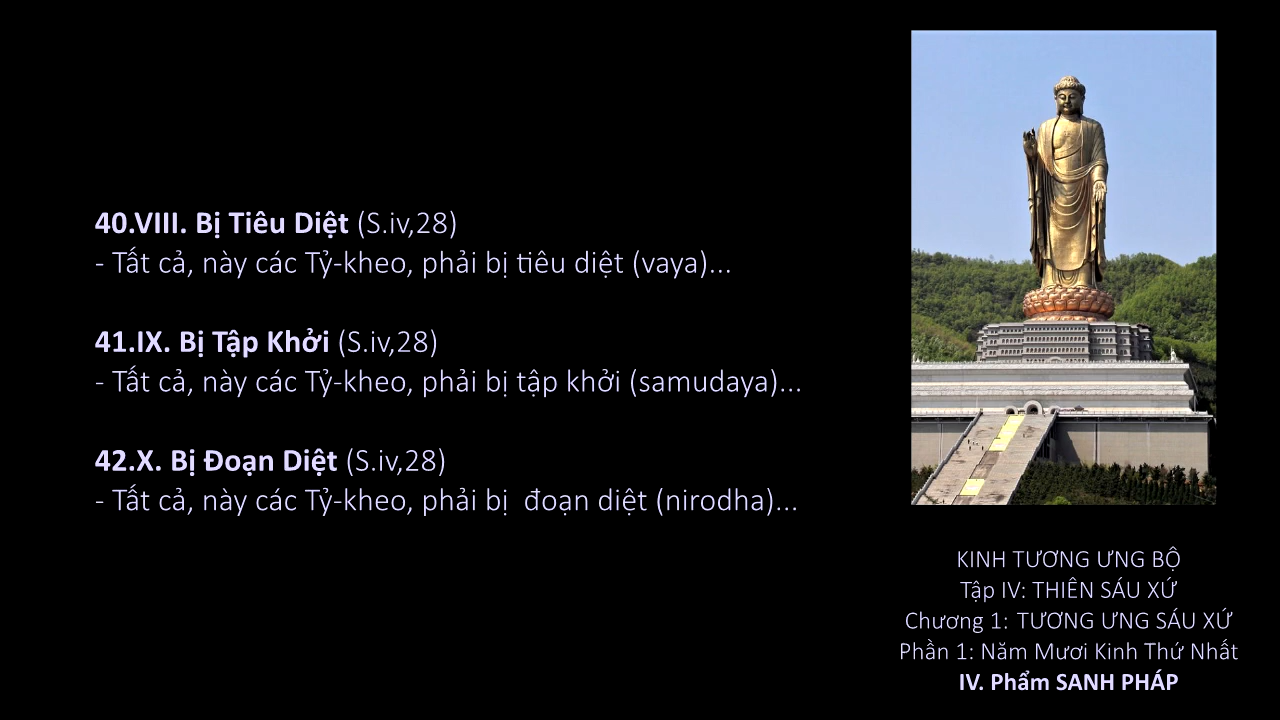 40.VIII. Bị Tiêu Diệt (S.iv,28)
- Tất cả, này các Tỷ-kheo, phải bị tiêu diệt (vaya)...
41.IX. Bị Tập Khởi (S.iv,28)
- Tất cả, này các Tỷ-kheo, phải bị tập khởi (samudaya)...
42.X. Bị Đoạn Diệt (S.iv,28)
- Tất cả, này các Tỷ-kheo, phải bị  đoạn diệt (nirodha)...
KINH TƯƠNG ƯNG BỘ
Tập IV: THIÊN SÁU XỨ
Chương 1: TƯƠNG ƯNG SÁU XỨ
Phần 1: Năm Mươi Kinh Thứ Nhất
IV. Phẩm SANH PHÁP